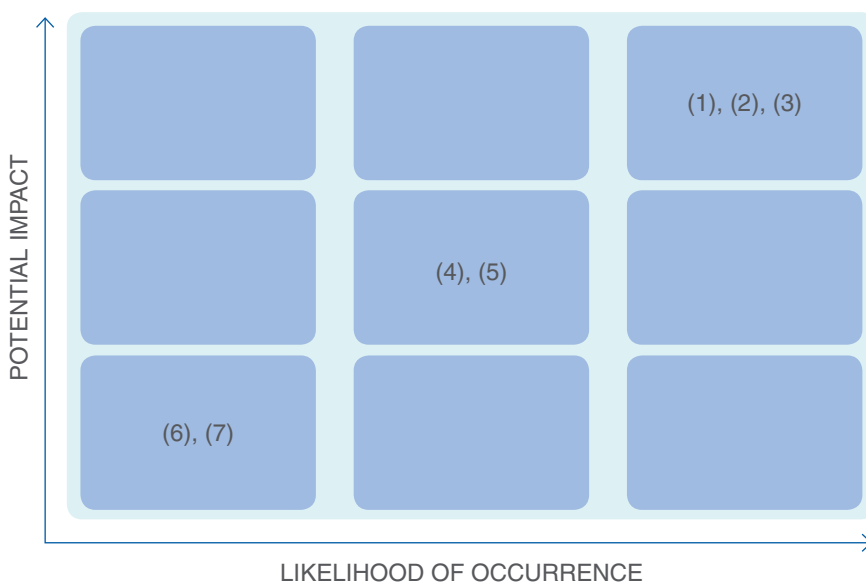 POTENTIAL IMPACT
(1), (2), (3)
(4), (5)
(6), (7)
LIKELIHOOD OF OCCURRENCE